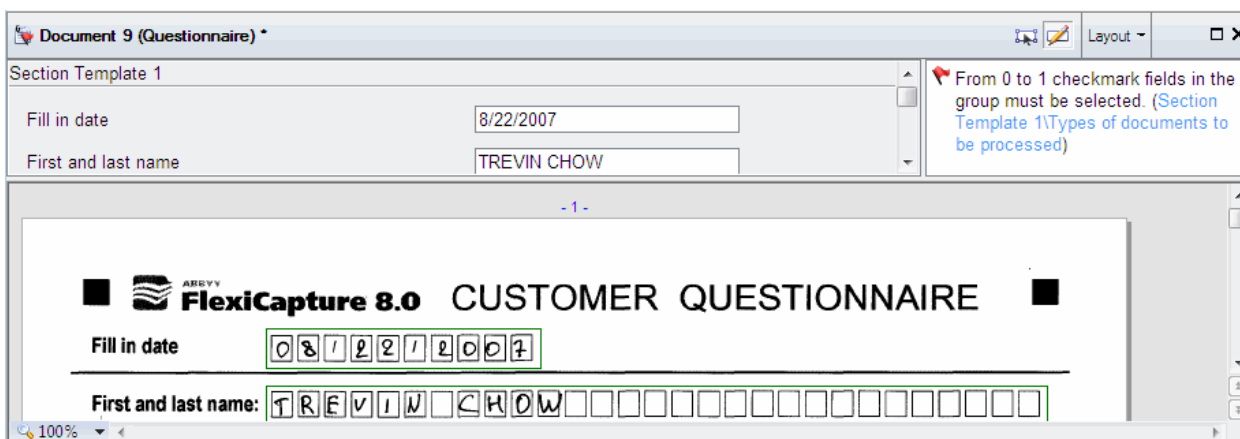 Document 9 (Questionnaire) *
Layout
Section Template 1
Fill in date
8/22/2007
First and last name
TREVIN CHOW
From 0 to 1 checkmark fields in the
group must be selected. (Section
Template 1\Types of documents to
be processed)
- 1 -
ABBYY
FlexiCapture 8.0 CUSTOMER QUESTIONNAIRE
Fill in date 08/22/2007
First and last name: TREVIN CHOW
100%